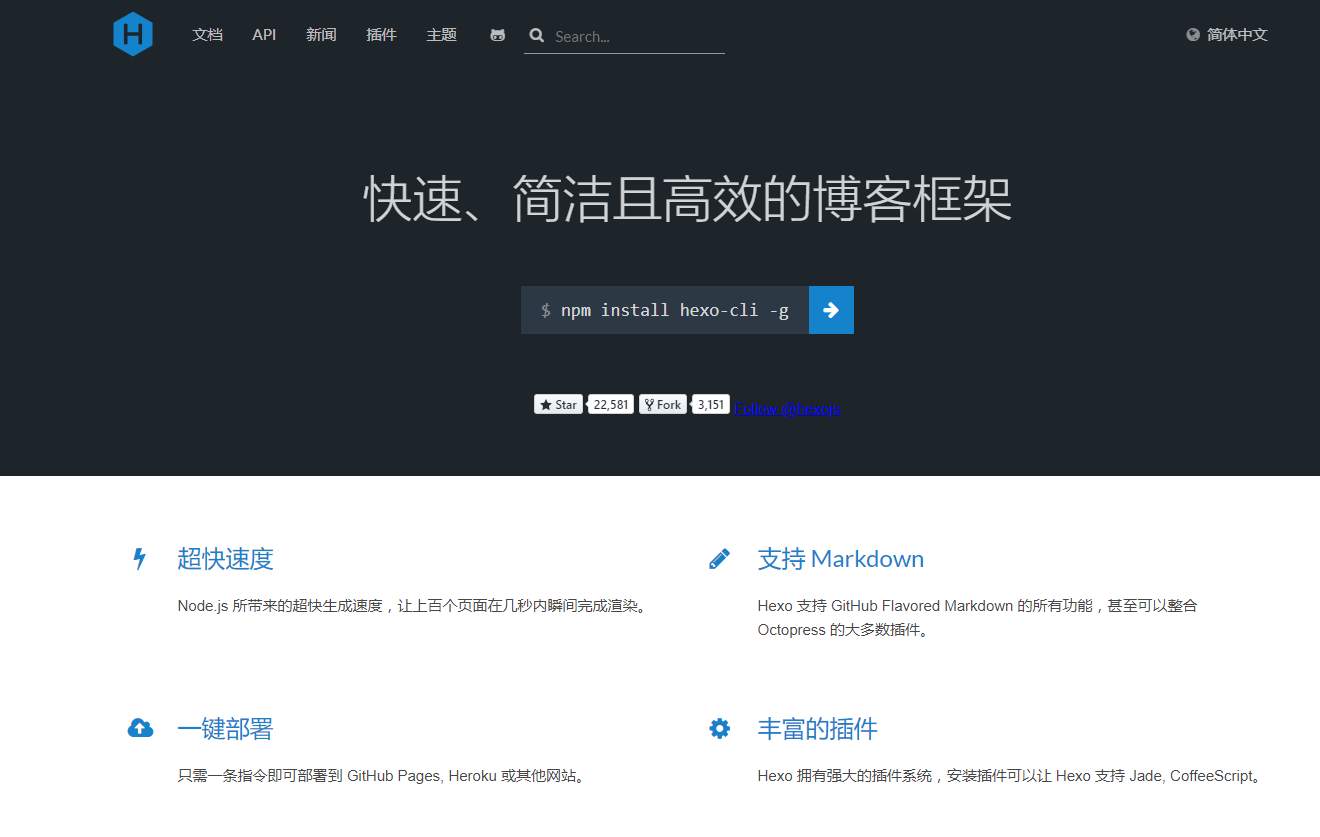 H 文档 API 新闻 插件 主题 Search... 简体中文
快速、简洁且高效的博客框架
$ npm install hexo-cli -g
Star 22,581 Fork 3,151 Follow @hexojs
超快速度
Node.js 所带来的超快生成速度，让上百个页面在几秒内瞬间完成渲染。
支持 Markdown
Hexo 支持 GitHub Flavored Markdown 的所有功能，甚至可以整合
Octopress 的大多数插件。
一键部署
只需一条指令即可部署到 GitHub Pages, Heroku 或其他网站。
丰富的插件
Hexo 拥有强大的插件系统，安装插件可以让 Hexo 支持 Jade, CoffeeScript。